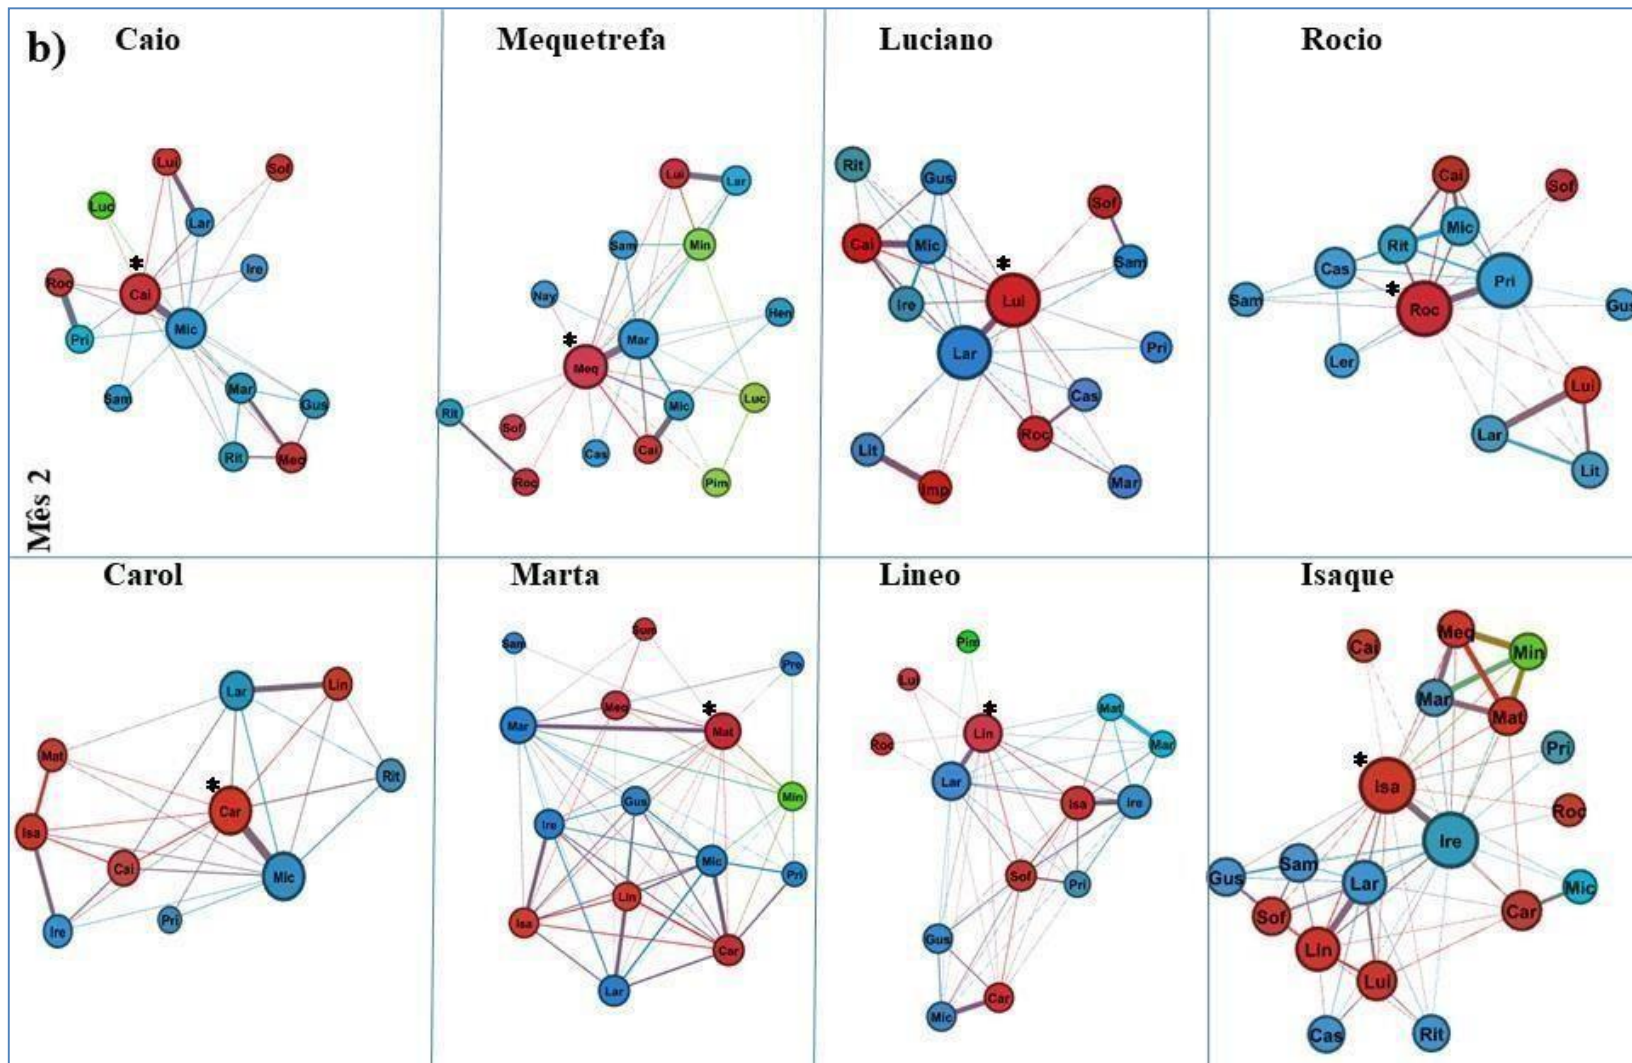 b)
Caio
Mequetrefa
Luciano
Rocio
Mês 2
Lui
Sof
Luc
Lar
Ire
Roc
*
Cai
Pri
Mic
Sam
Mar
Gus
Rit
Meq
Lui
Lar
Sam
Min
Nay
Hen
*
Mar
Meq
Rit
Mic
Luc
Sof
Cai
Cas
Roc
Pim
Rit
Gus
Sof
Cai
Mic
Sam
*
Ire
Lui
Lar
Pri
Cas
Roc
Lit
Imp
Mar
Cai
Sof
Rit
Mic
Cas
Pri
*
Sam
Roc
Gus
Ler
Lui
Lar
Lit
Carol
Marta
Lineo
Isaque
Lar
Lin
Mat
Rit
*
Car
Isa
Cai
Mic
Ire
Pri
Sam
Pre
Meq
*
Mar
Mat
Min
Gus
Ire
Mic
Pri
Lin
Isa
Car
Lar
Pim
Lui
*
Mat
Roc
Lin
Mar
Lar
Isa
Ire
Sof
Pri
Gus
Car
Mic
Meq
Cai
Min
Mar
Mat
Pri
*
Isa
Roc
Ire
Sam
Gus
Lar
Mic
Sof
Car
Lin
Lui
Cas
Rit